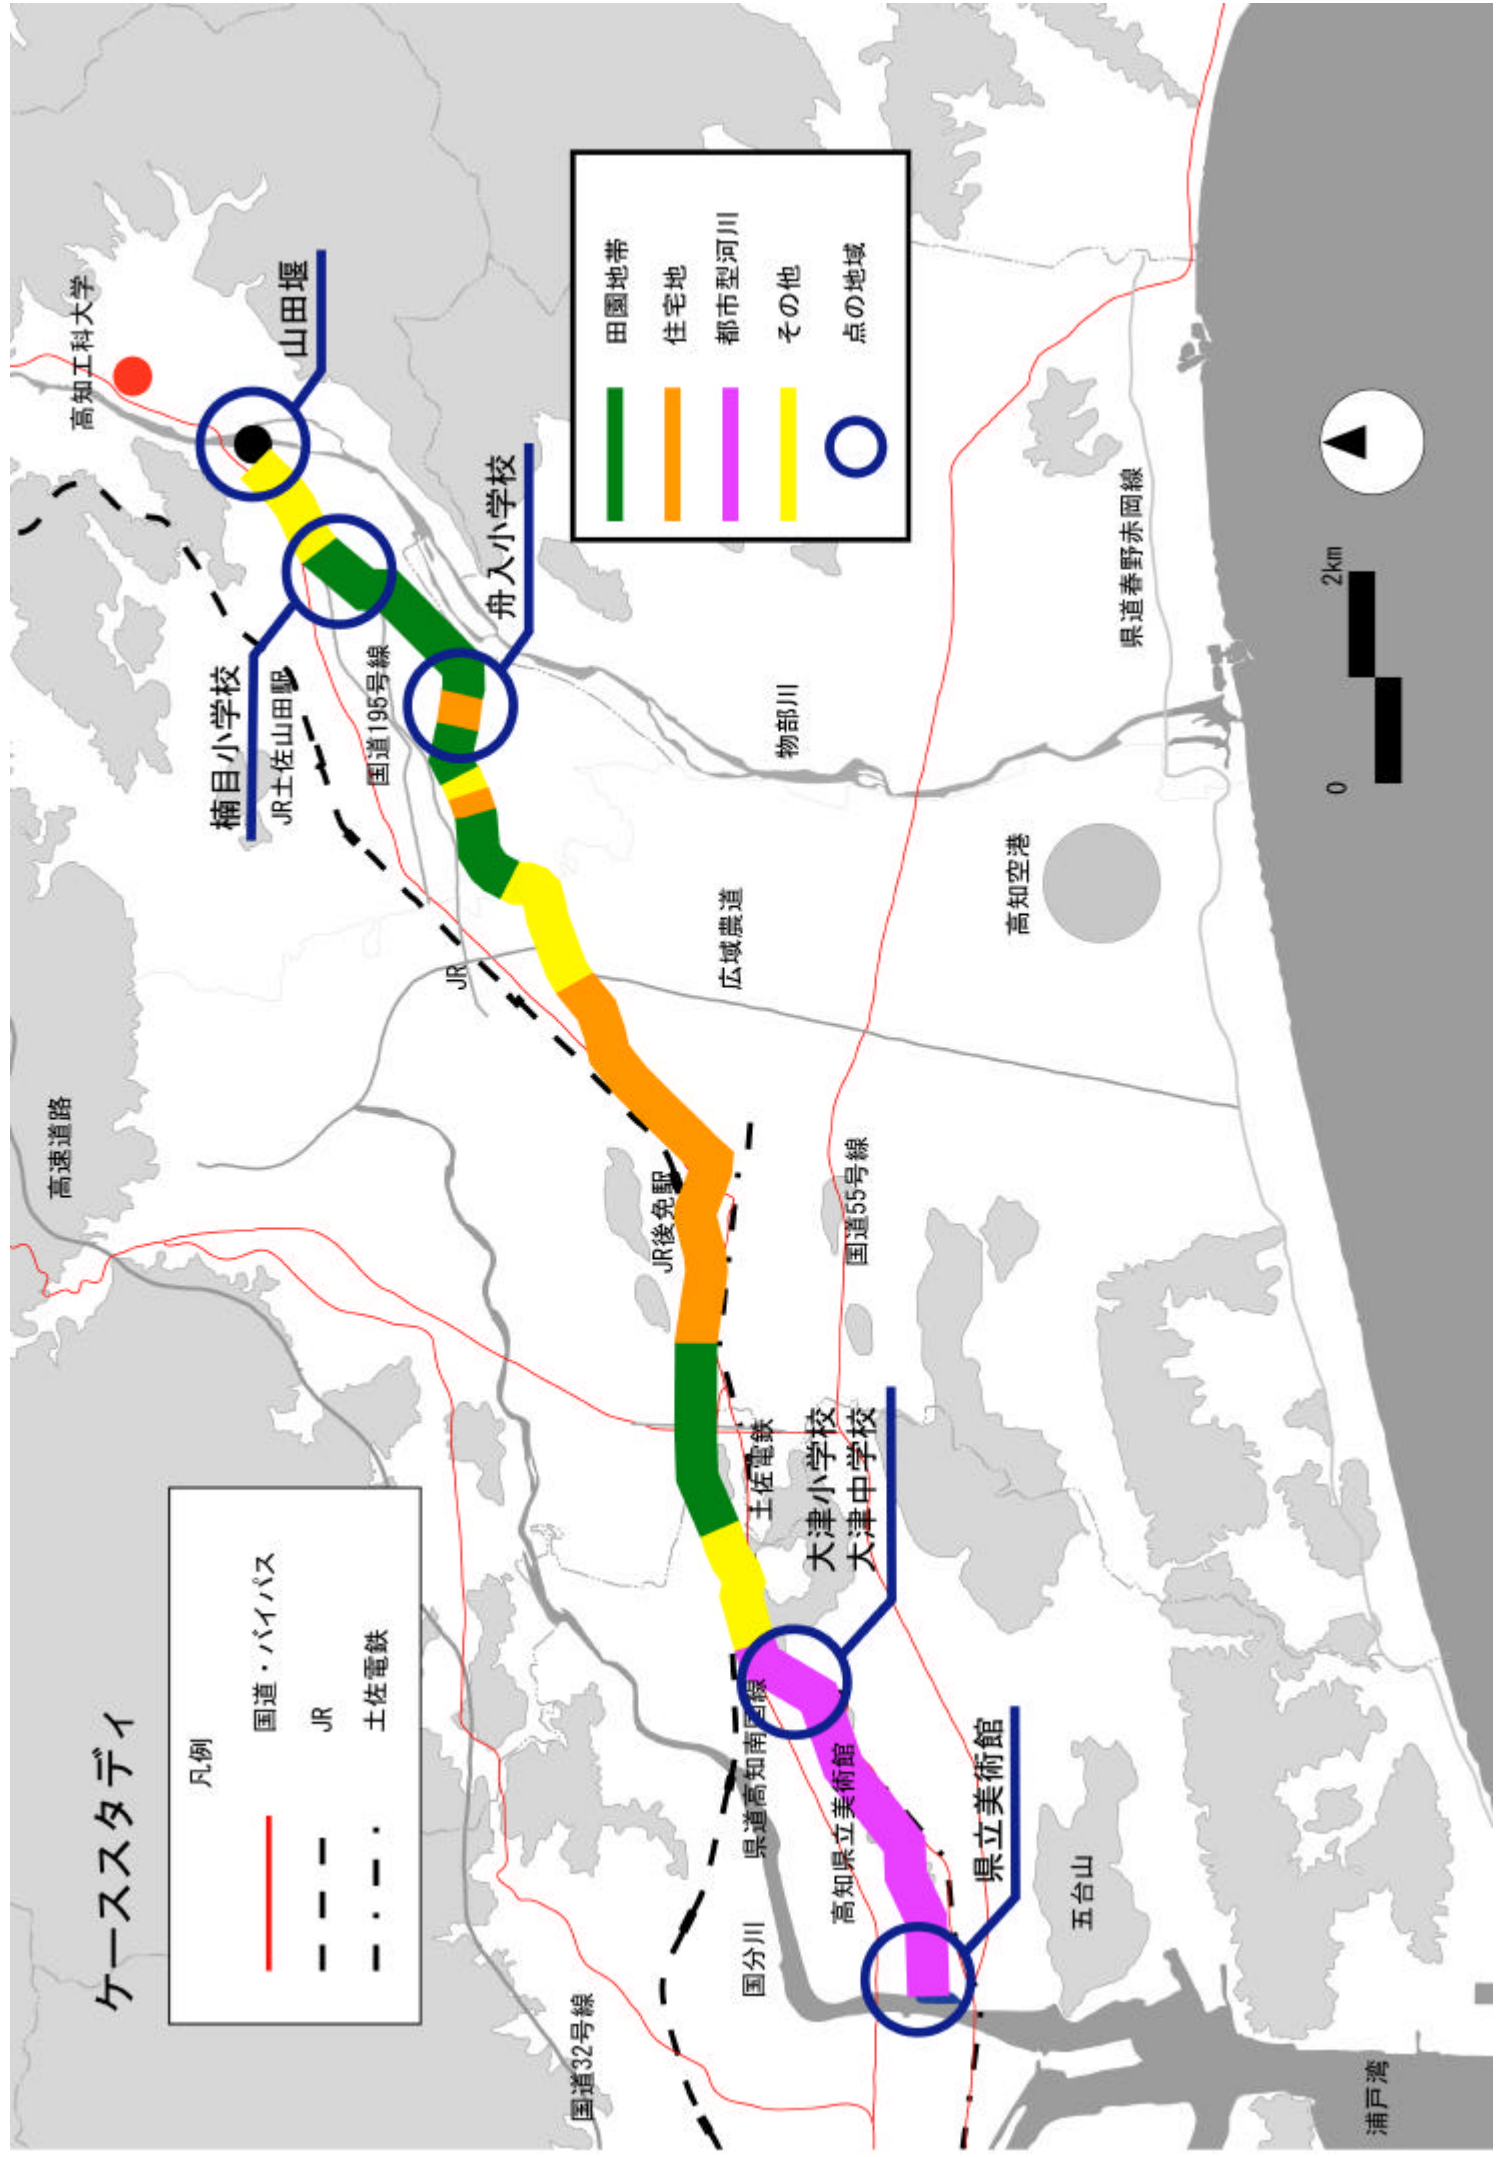 ケーススタディ
凡例
国道・バイパス
JR
土佐電鉄
高速道路
高知工科大学
山田堰
楠目小学校
JR土佐山田駅
国道195号線
舟入小学校
JR
田園地帯
住宅地
都市型河川
その他
点の地域
物部川
広域農道
高知空港
県道春野赤岡線
JR後免駅
国道55号線
土佐電鉄
大津小学校
大津中学校
県道高知南国線
高知県立美術館
県立美術館
国分川
国道32号線
五台山
浦戸湾
0
2km